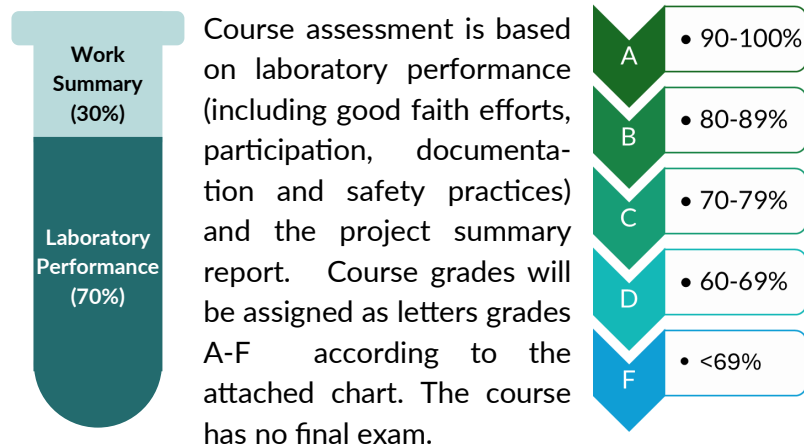 Work
Summary
(30%)
Laboratory
Performance
(70%)
Course assessment is based
on laboratory performance
(including good faith efforts,
participation, documenta-
tion and safety practices)
and the project summary
report. Course grades will
be assigned as letters grades
A-F according to the
attached chart. The course
has no final exam.
A
• 90-100%
B
• 80-89%
C
• 70-79%
D
• 60-69%
F
• <69%